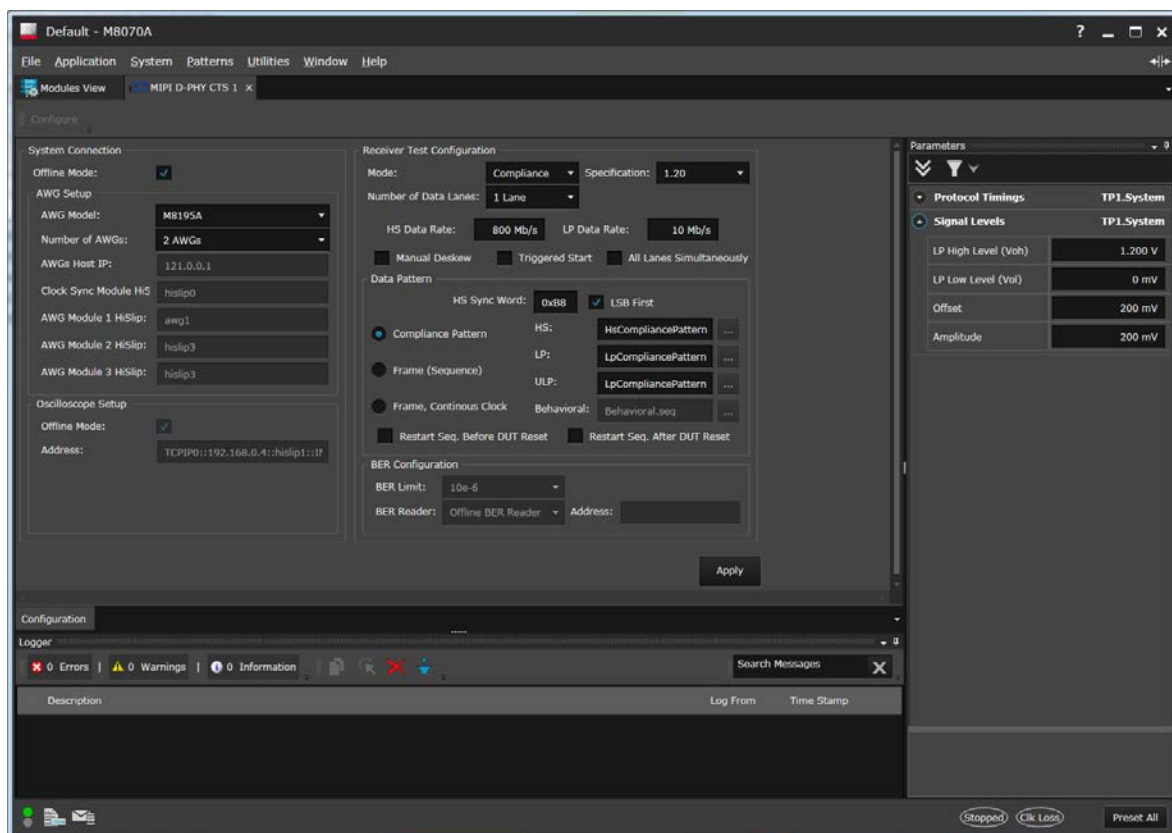 Default - M8070A
?
File Application System Patterns Utilities Window Help
Modules View MIPI D-PHY CTS 1 ×
Configure
System Connection
Offline Mode:
AWG Setup
AWG Model: M8195A
Number of AWGs: 2 AWGs
AWGs Host IP: 121.0.0.1
Clock Sync Module HiS hislip0
AWG Module 1 HiSlip: awg1
AWG Module 2 HiSlip: hislip3
AWG Module 3 HiSlip: hislip3
Oscilloscope Setup
Offline Mode:
Address: TCPIP0::192.168.0.4::hislip1::I
Receiver Test Configuration
Mode: Compliance Specification: 1.20
Number of Data Lanes: 1 Lane
HS Data Rate: 800 Mb/s LP Data Rate: 10 Mb/s
Manual Deskew Triggered Start All Lanes Simultaneously
Data Pattern
HS Sync Word: 0xB8 LSB First
Compliance Pattern
Frame (Sequence)
Frame, Continous Clock
HS: HsCompliancePattern ...
LP: LpCompliancePattern ...
ULP: LpCompliancePattern ...
Behavioral: Behavioral.seq ...
Restart Seq. Before DUT Reset Restart Seq. After DUT Reset
BER Configuration
BER Limit: 10e-6
BER Reader: Offline BER Reader Address:
Apply
Configuration
Parameters
Protocol Timings TP1.System
Signal Levels TP1.System
LP High Level (Voh) 1.200 V
LP Low Level (Vol) 0 mV
Offset 200 mV
Amplitude 200 mV
Logger
0 Errors | 0 Warnings | 0 Information Search Messages X
Description Log From Time Stamp
Stopped Clk Loss Preset All